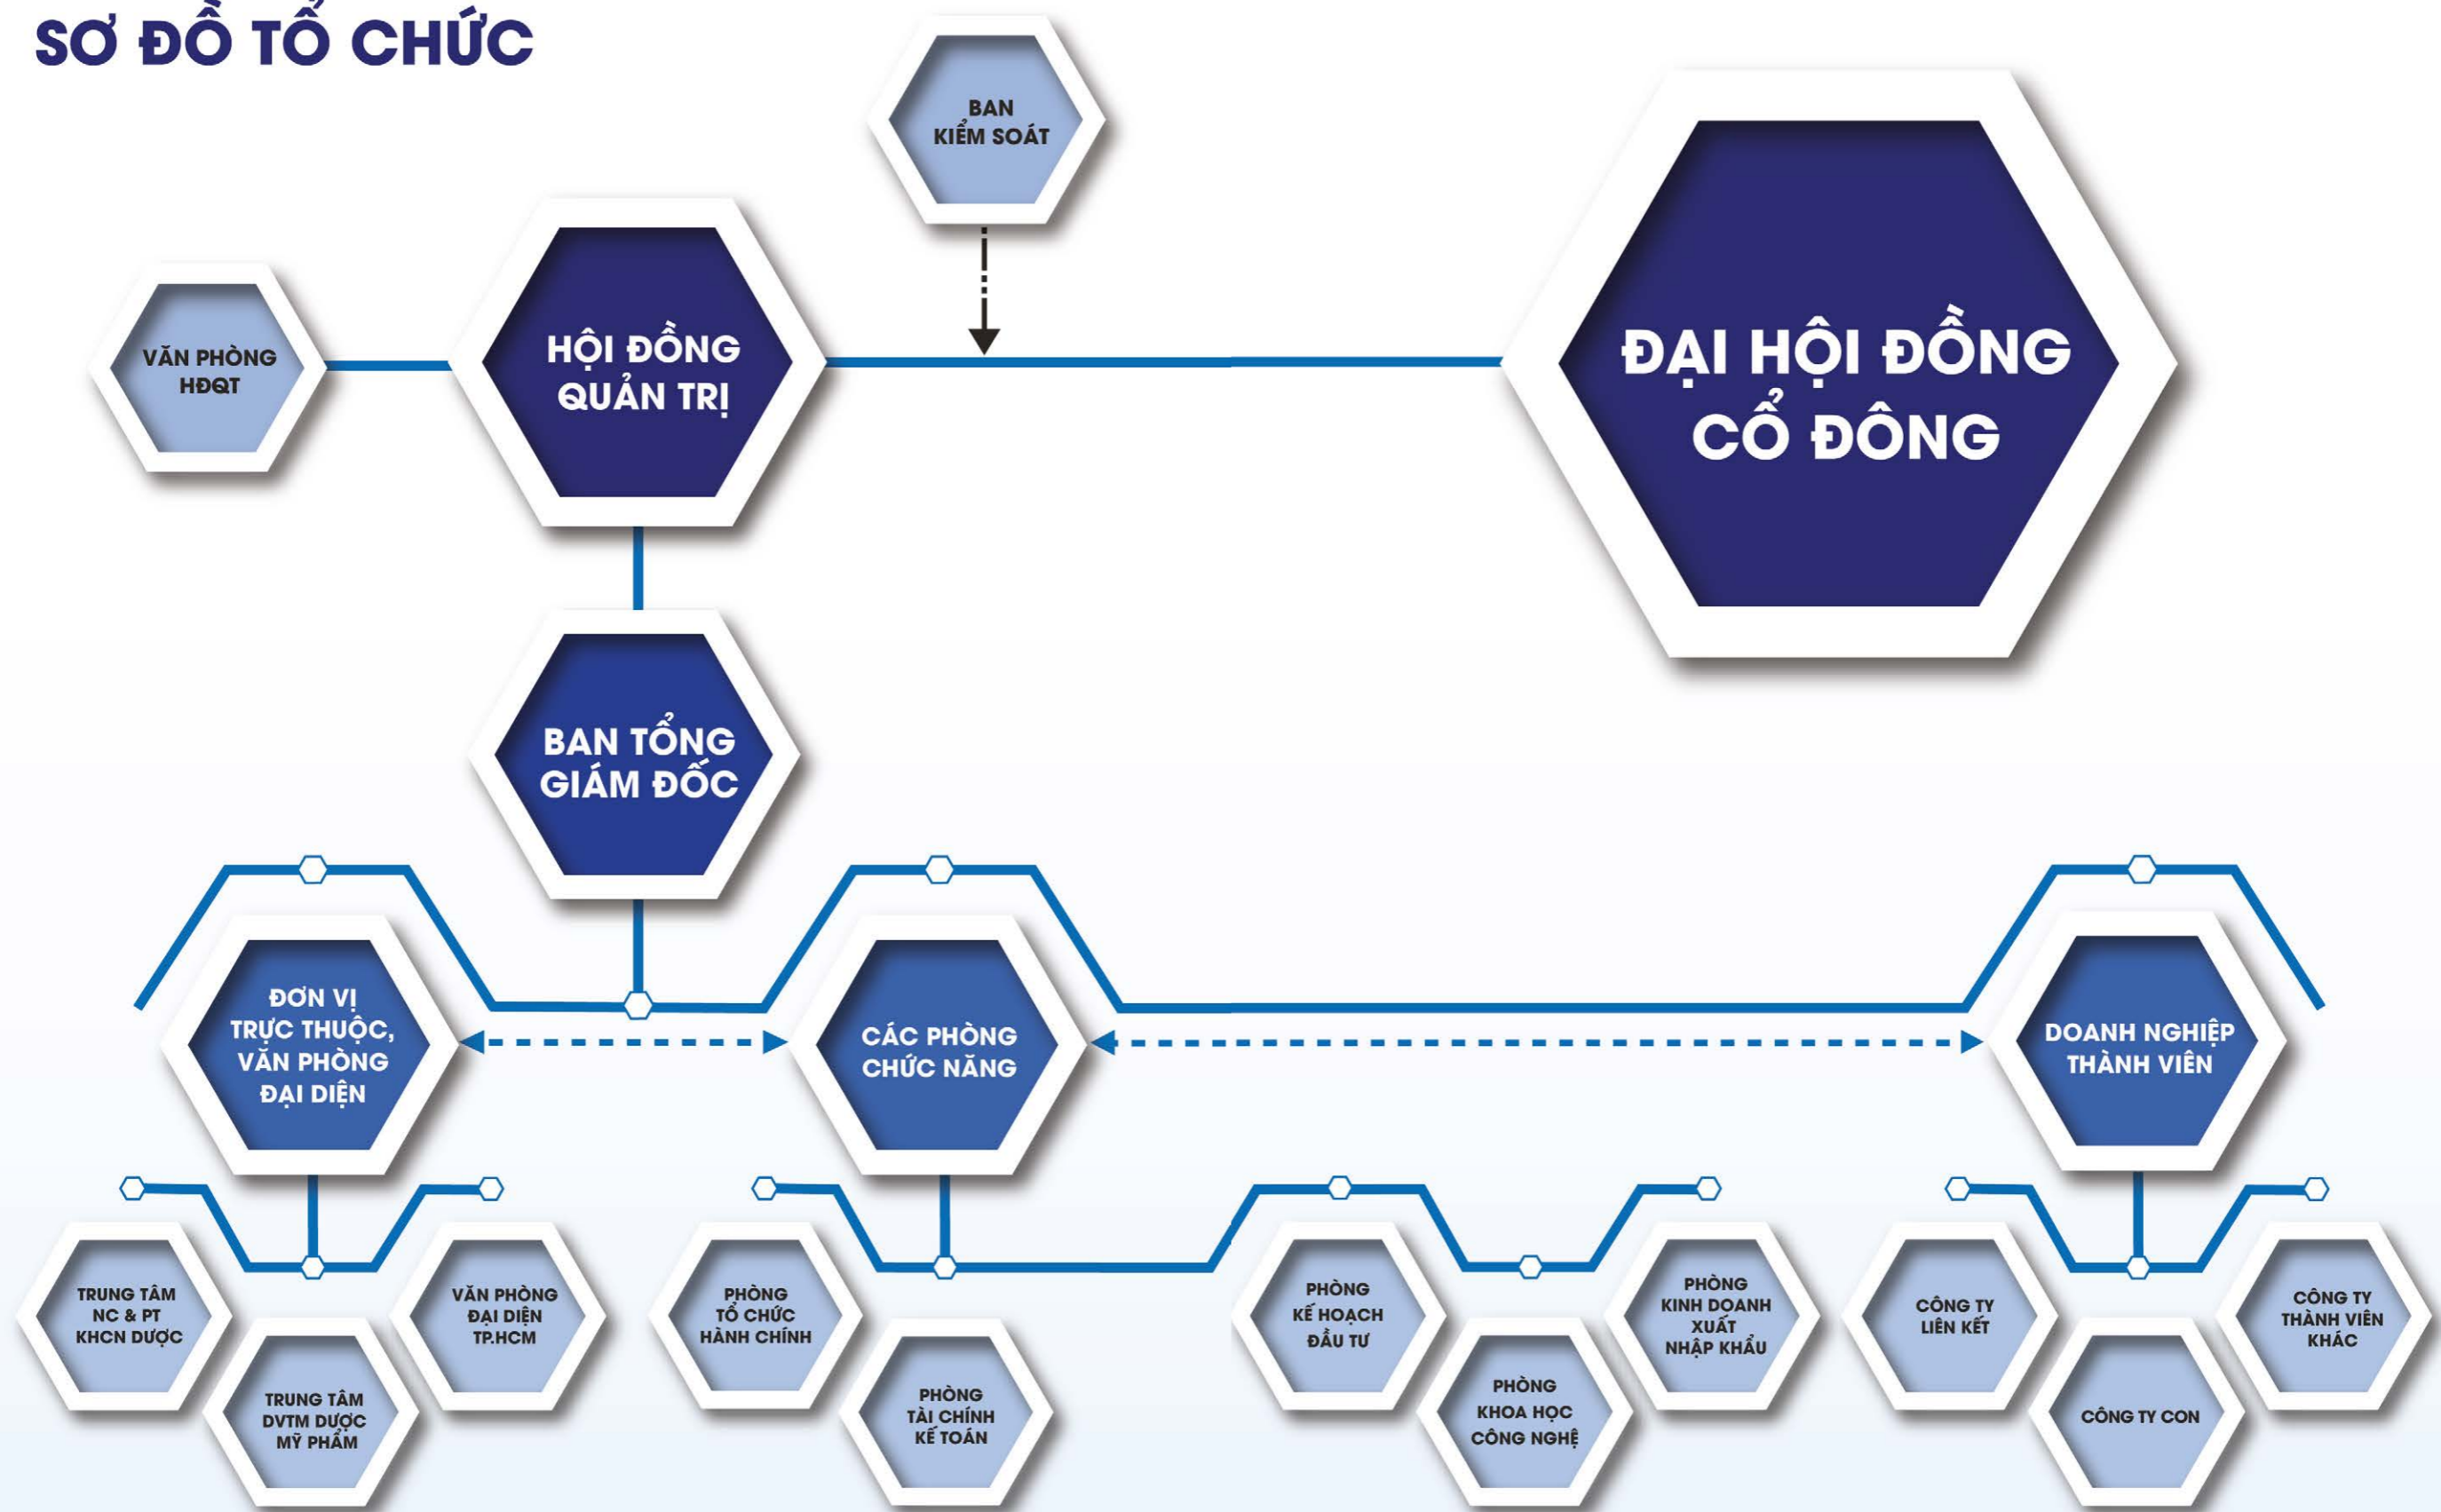 SƠ ĐỒ TỔ CHỨC
BAN
KIỂM SOÁT
VĂN PHÒNG
HĐQT
HỘI ĐỒNG
QUẢN TRỊ
ĐẠI HỘI ĐỒNG
CỔ ĐÔNG
BAN TỔNG
GIÁM ĐỐC
ĐƠN VỊ
TRỰC THUỘC,
VĂN PHÒNG
ĐẠI DIỆN
CÁC PHÒNG
CHỨC NĂNG
DOANH NGHIỆP
THÀNH VIÊN
TRUNG TÂM
NC & PT
KHCN DƯỢC
TRUNG TÂM
DVTM DƯỢC
MỸ PHẨM
VĂN PHÒNG
ĐẠI DIỆN
TP.HCM
PHÒNG
TỔ CHỨC
HÀNH CHÍNH
PHÒNG
TÀI CHÍNH
KẾ TOÁN
PHÒNG
KẾ HOẠCH
ĐẦU TƯ
PHÒNG
KHOA HỌC
CÔNG NGHỆ
PHÒNG
KINH DOANH
XUẤT
NHẬP KHẨU
CÔNG TY
LIÊN KẾT
CÔNG TY CON
CÔNG TY
THÀNH VIÊN
KHÁC